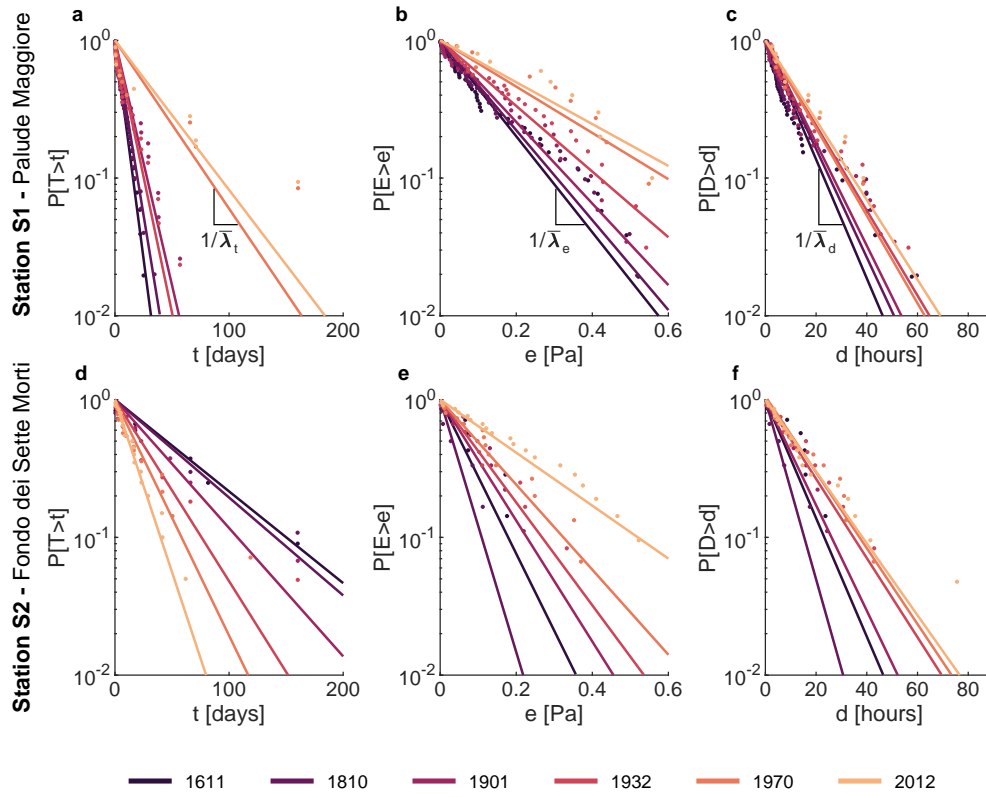 Station S1 - Palude Maggiore
a
b
c
10^0
10^-1
10^-2
P[T>t]
1/λ̅_t
0 100 200
t [days]
10^0
10^-1
10^-2
P[E>e]
1/λ̅_e
0 0.2 0.4 0.6
e [Pa]
10^0
10^-1
10^-2
P[D>d]
1/λ̅_d
0 20 40 60 80
d [hours]
Station S2 - Fondo dei Sette Morti
d
e
f
10^0
10^-1
10^-2
P[T>t]
0 100 200
t [days]
10^0
10^-1
10^-2
P[E>e]
0 0.2 0.4 0.6
e [Pa]
10^0
10^-1
10^-2
P[D>d]
0 20 40 60 80
d [hours]
1611 1810 1901 1932 1970 2012